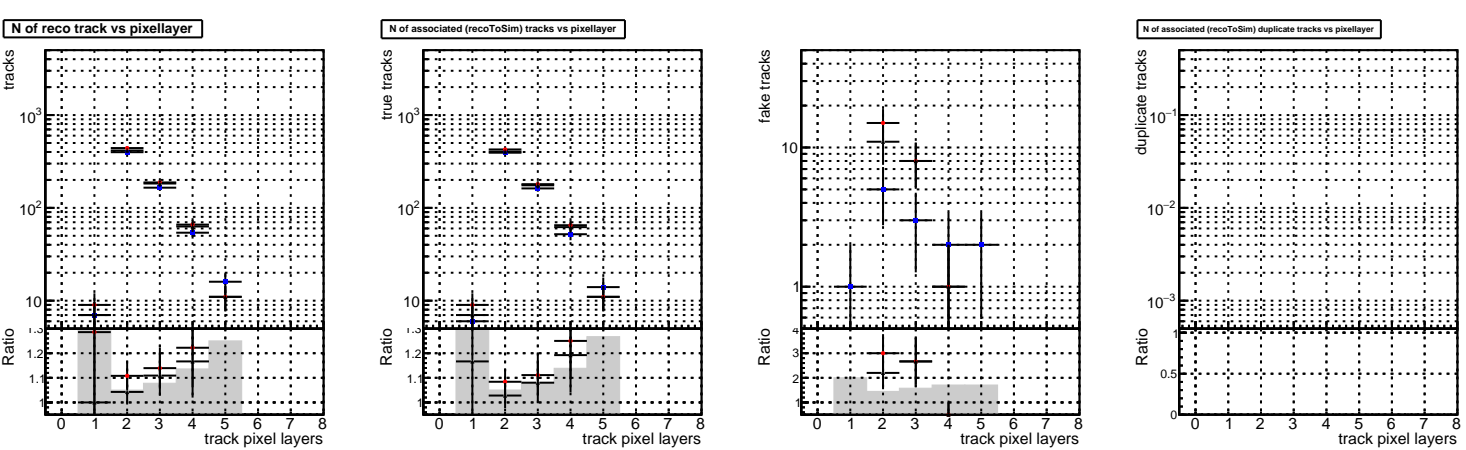 N of reco track vs pixellayer
tracks
10³
10²
10
Ratio
1.3
1.2
1.1
1
0 1 2 3 4 5 6 7 8
track pixel layers
N of associated (recoToSim) tracks vs pixellayer
true tracks
10³
10²
10
Ratio
1.3
1.2
1.1
1
0 1 2 3 4 5 6 7 8
track pixel layers
fake tracks
10
1
Ratio
4
3
2
1
0 1 2 3 4 5 6 7 8
track pixel layers
N of associated (recoToSim) duplicate tracks vs pixellayer
duplicate tracks
10⁻¹
10⁻²
10⁻³
Ratio
1
0.5
0
0 1 2 3 4 5 6 7 8
track pixel layers